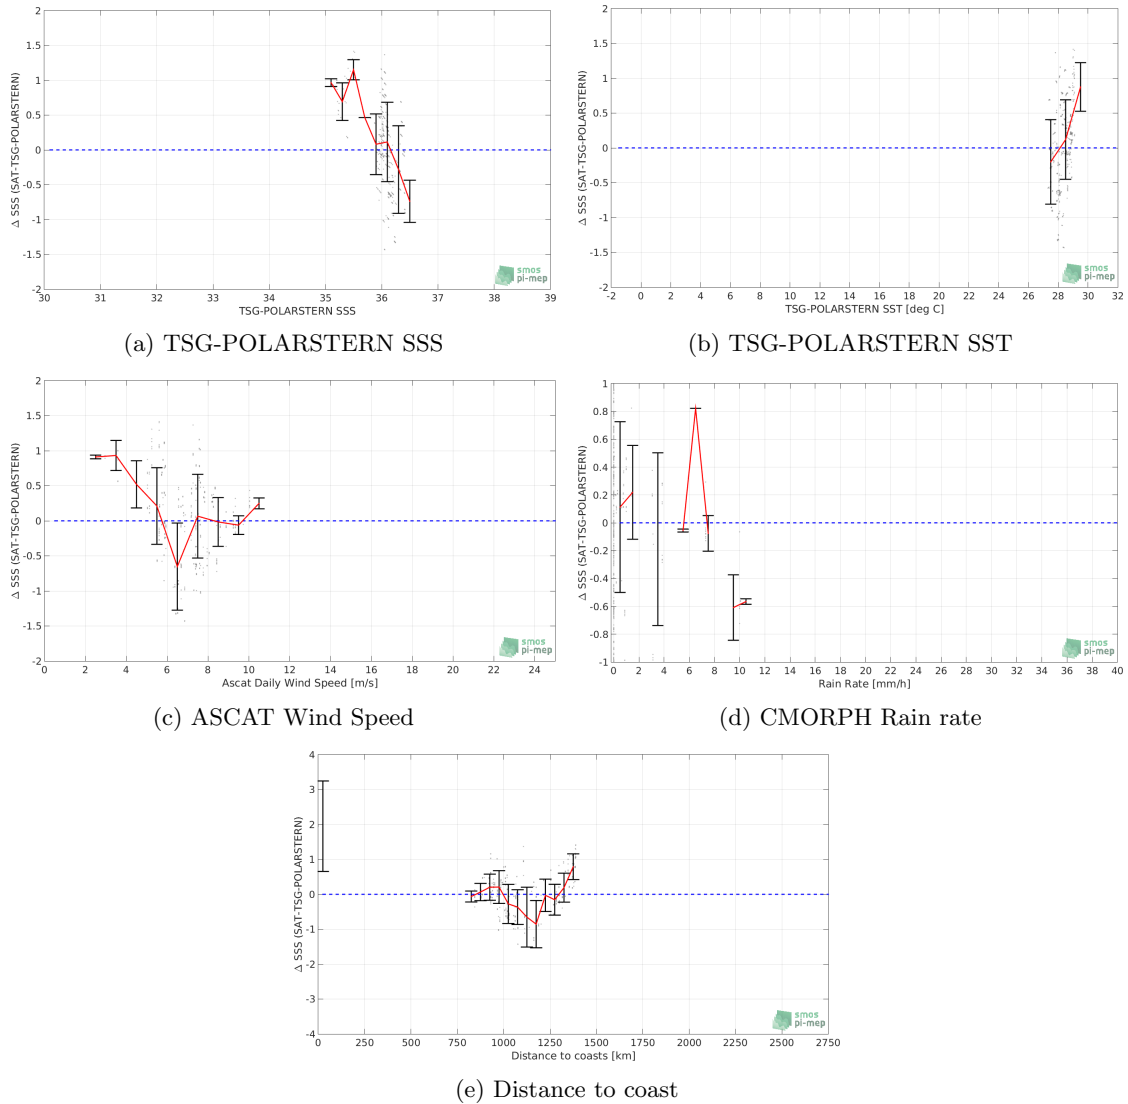 2
1.5
1
0.5
0
-0.5
-1
-1.5
-2
Δ SSS (SAT-TSG-POLARSTERN)
30 31 32 33 34 35 36 37 38 39
TSG-POLARSTERN SSS
smos
pi-mep
(a) TSG-POLARSTERN SSS
2
1.5
1
0.5
0
-0.5
-1
-1.5
-2
Δ SSS (SAT-TSG-POLARSTERN)
-2 0 2 4 6 8 10 12 14 16 18 20 22 24 26 28 30 32
TSG-POLARSTERN SST [deg C]
smos
pi-mep
(b) TSG-POLARSTERN SST
2
1.5
1
0.5
0
-0.5
-1
-1.5
-2
Δ SSS (SAT-TSG-POLARSTERN)
0 2 4 6 8 10 12 14 16 18 20 22 24
Ascat Daily Wind Speed [m/s]
smos
pi-mep
(c) ASCAT Wind Speed
1
0.8
0.6
0.4
0.2
0
-0.2
-0.4
-0.6
-0.8
-1
Δ SSS (SAT-TSG-POLARSTERN)
0 2 4 6 8 10 12 14 16 18 20 22 24 26 28 30 32 34 36 38 40
Rain Rate [mm/h]
smos
pi-mep
(d) CMORPH Rain rate
4
3
2
1
0
-1
-2
-3
-4
Δ SSS (SAT-TSG-POLARSTERN)
0 250 500 750 1000 1250 1500 1750 2000 2250 2500 2750
Distance to coasts [km]
smos
pi-mep
(e) Distance to coast